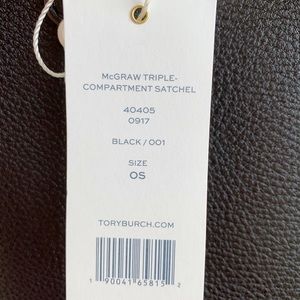 McGRAW TRIPLE-
COMPARTMENT SATCHEL
40405
0917
BLACK / 001
SIZE
OS
TORYBURCH.COM
1 90041 65815 2